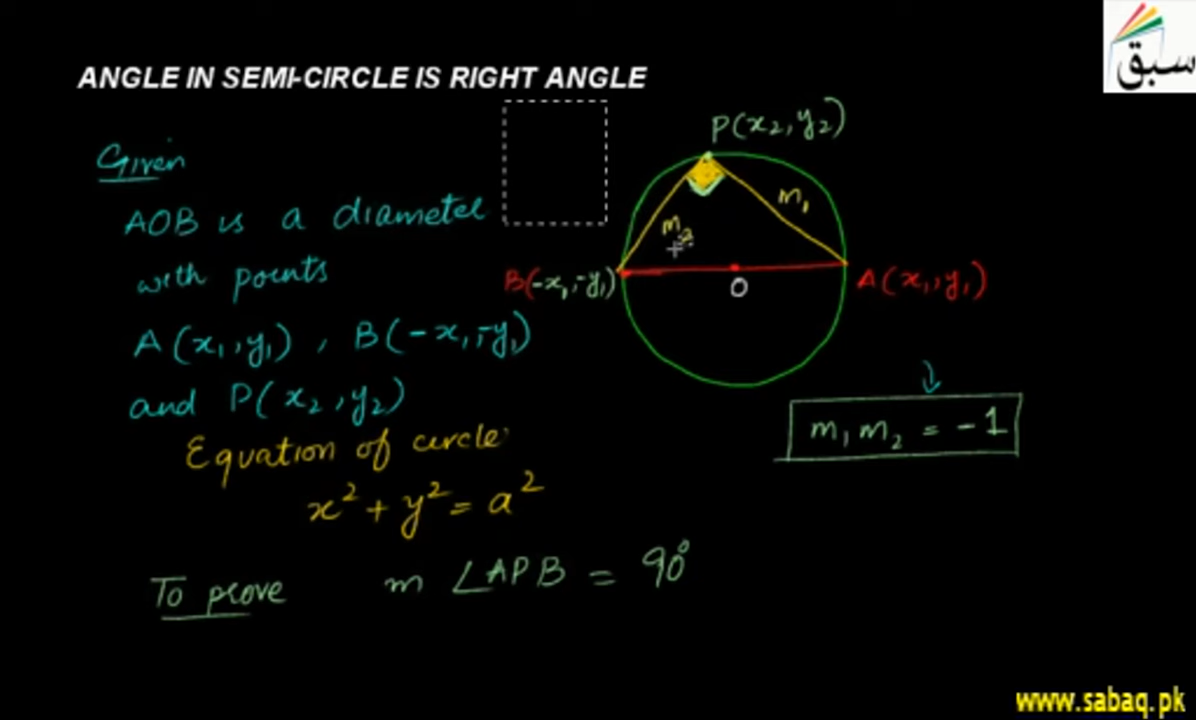 سبق
ANGLE IN SEMI-CIRCLE IS RIGHT ANGLE
P(x₂, y₂)
Given
AOB is a diameter
with points
A(x₁, y₁), B(-x₁, -y₁)
and P(x₂, y₂)
m₁
m₂
B(-x₁, -y₁)
O
A(x₁, y₁)
m₁ m₂ = -1
Equation of circle
x² + y² = a²
To prove m∠APB = 90°
www.sabaq.pk